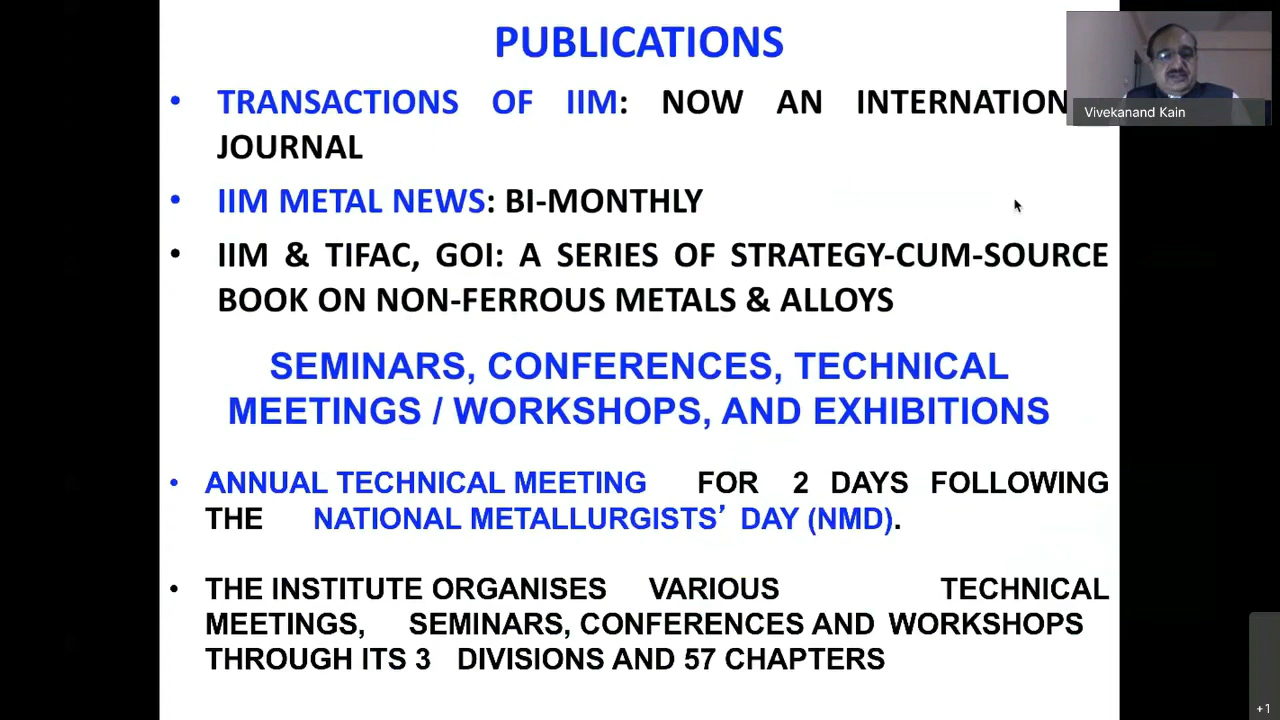 PUBLICATIONS
• TRANSACTIONS OF IIM: NOW AN INTERNATION
JOURNAL
• IIM METAL NEWS: BI-MONTHLY
• IIM & TIFAC, GOI: A SERIES OF STRATEGY-CUM-SOURCE
BOOK ON NON-FERROUS METALS & ALLOYS
SEMINARS, CONFERENCES, TECHNICAL
MEETINGS / WORKSHOPS, AND EXHIBITIONS
• ANNUAL TECHNICAL MEETING FOR 2 DAYS FOLLOWING
THE NATIONAL METALLURGISTS’ DAY (NMD).
• THE INSTITUTE ORGANISES VARIOUS TECHNICAL
MEETINGS, SEMINARS, CONFERENCES AND WORKSHOPS
THROUGH ITS 3 DIVISIONS AND 57 CHAPTERS
Vivekanand Kain
+1